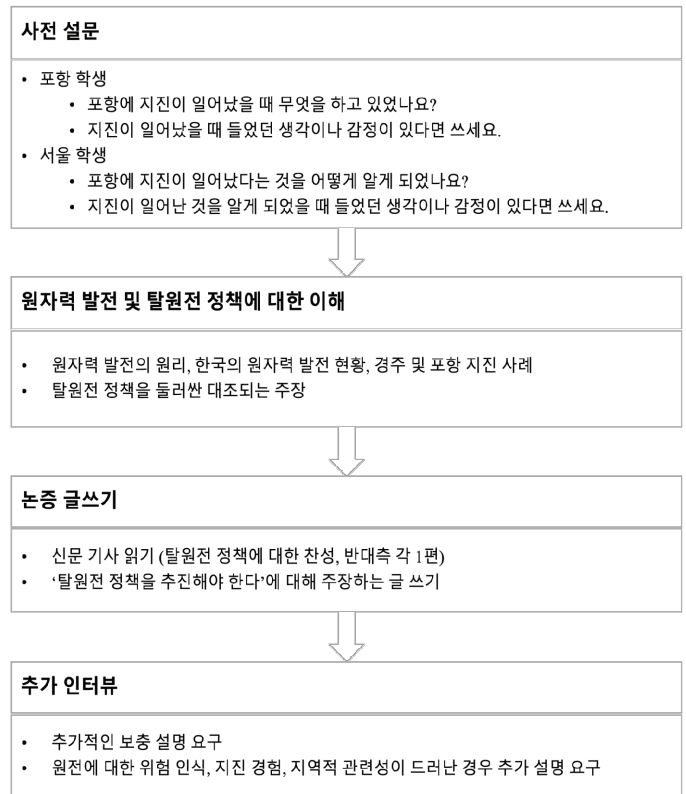 사전 설문
• 포항 학생
• 포항에 지진이 일어났을 때 무엇을 하고 있었나요?
• 지진이 일어났을 때 들었던 생각이나 감정이 있다면 쓰세요.
• 서울 학생
• 포항에 지진이 일어났다는 것을 어떻게 알게 되었나요?
• 지진이 일어난 것을 알게 되었을 때 들었던 생각이나 감정이 있다면 쓰세요.
원자력 발전 및 탈원전 정책에 대한 이해
• 원자력 발전의 원리, 한국의 원자력 발전 현황, 경주 및 포항 지진 사례
• 탈원전 정책을 둘러싼 대조되는 주장
논증 글쓰기
• 신문 기사 읽기 (탈원전 정책에 대한 찬성, 반대측 각 1편)
• ‘탈원전 정책을 추진해야 한다’에 대해 주장하는 글 쓰기
추가 인터뷰
• 추가적인 보충 설명 요구
• 원전에 대한 위험 인식, 지진 경험, 지역적 관련성이 드러난 경우 추가 설명 요구